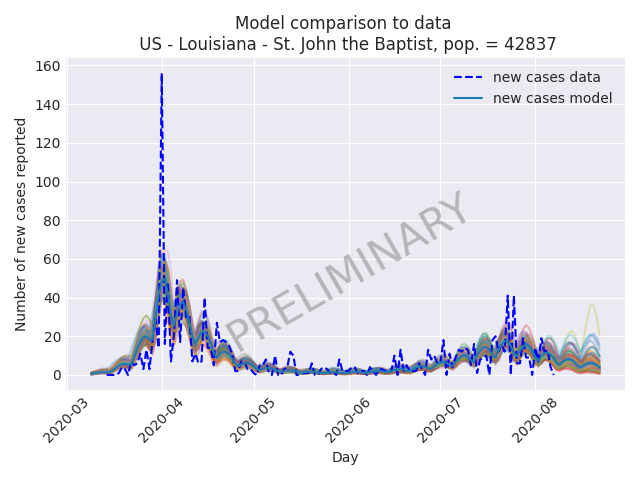 Model comparison to data
US - Louisiana - St. John the Baptist, pop. = 42837
160
140
120
100
80
60
40
20
0
Number of new cases reported
new cases data
new cases model
PRELIMINARY
2020-03
2020-04
2020-05
2020-06
2020-07
2020-08
Day